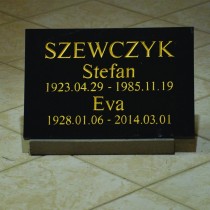 SZEWCZYK
Stefan
1923.04.29 - 1985.11.19
Eva
1928.01.06 - 2014.03.01